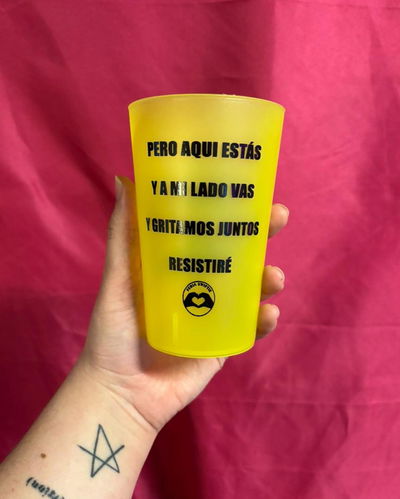 PERO AQUI ESTÁS
Y A MI LADO VAS
Y GRITAMOS JUNTOS
RESISTIRÉ